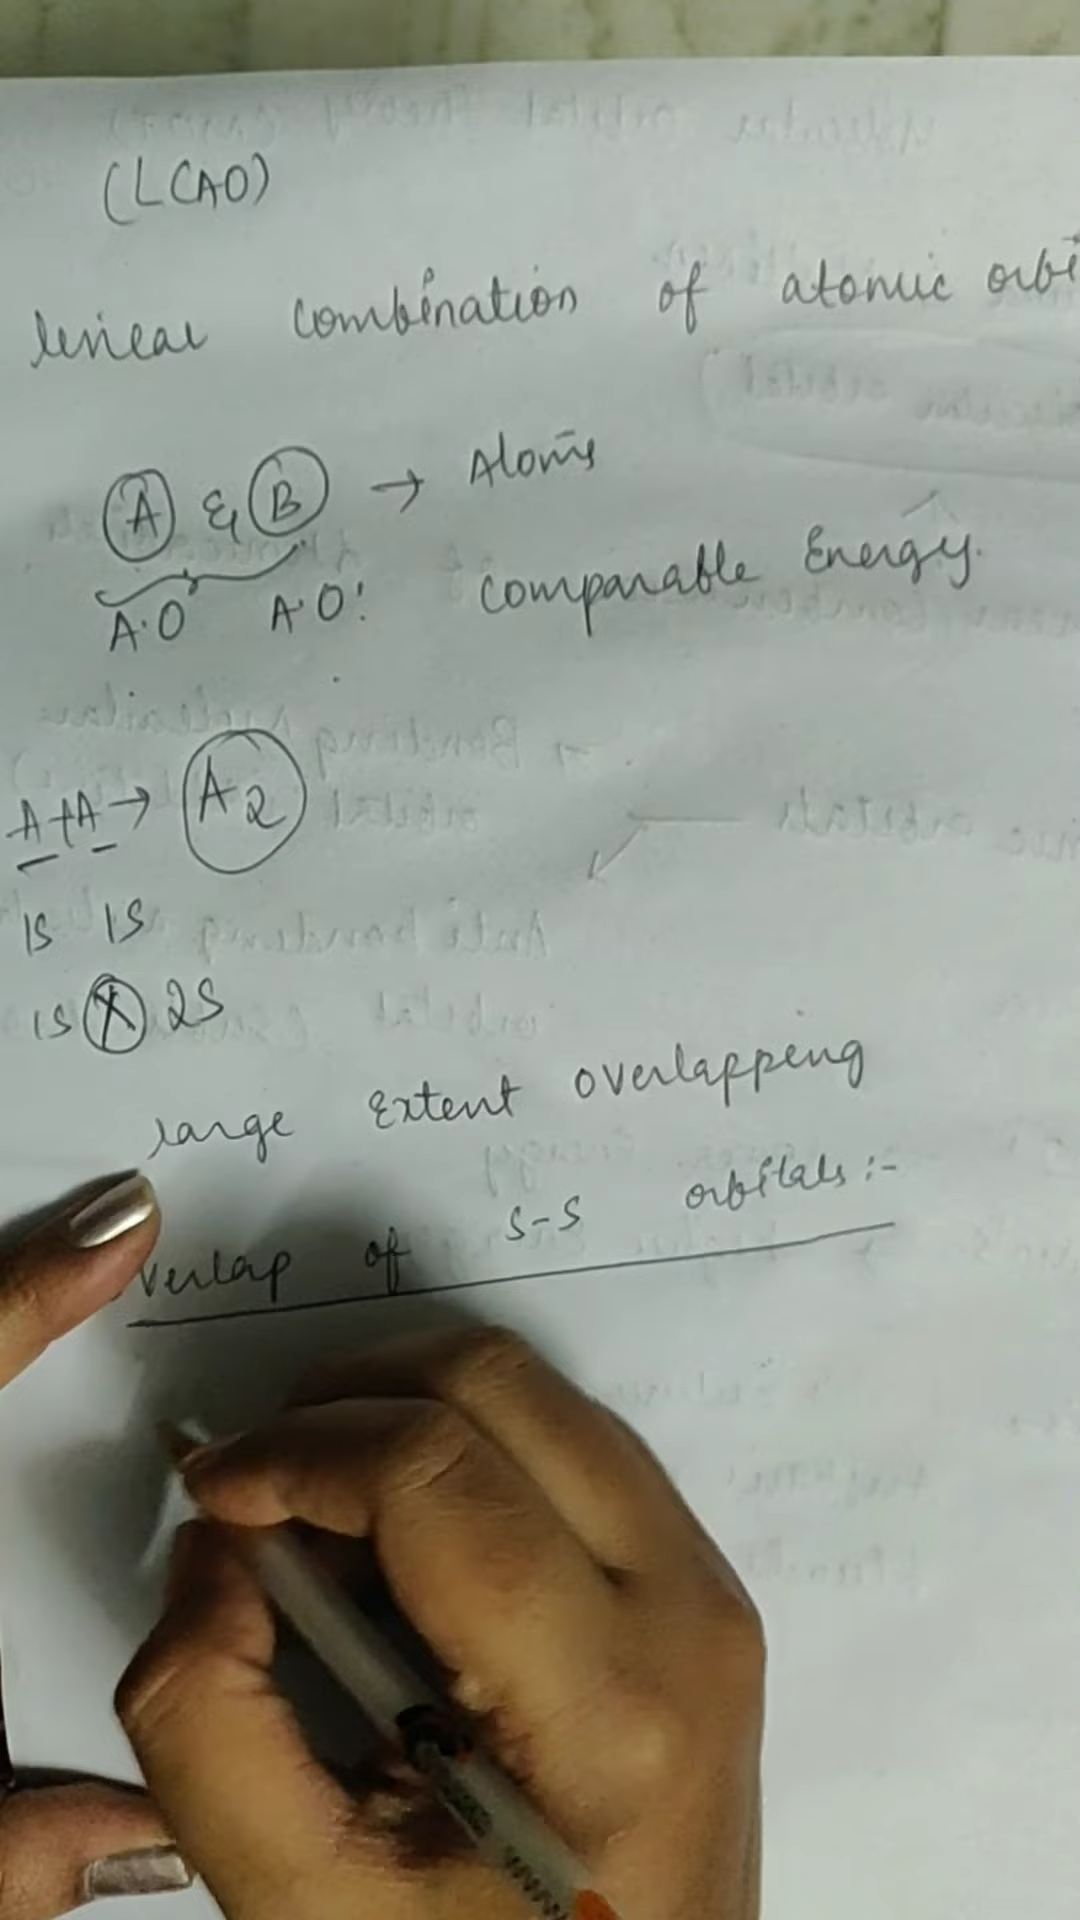 (LCAO)
linear combination of atomic orbi
A & B → Atoms
A.O A.O: comparable Energy.
A+A → A2
1s 1s
1s X 2s
large Extent overlapping
verlap of s-s orbitals:-